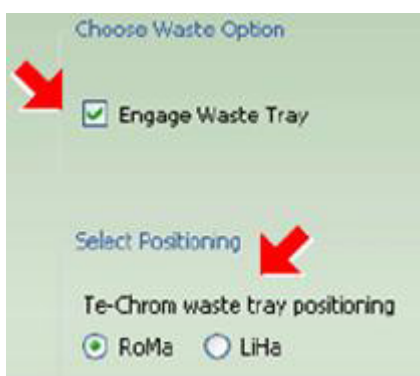 Choose Waste Option
Engage Waste Tray
Select Positioning
Te-Chrom waste tray positioning
RoMa LiHa